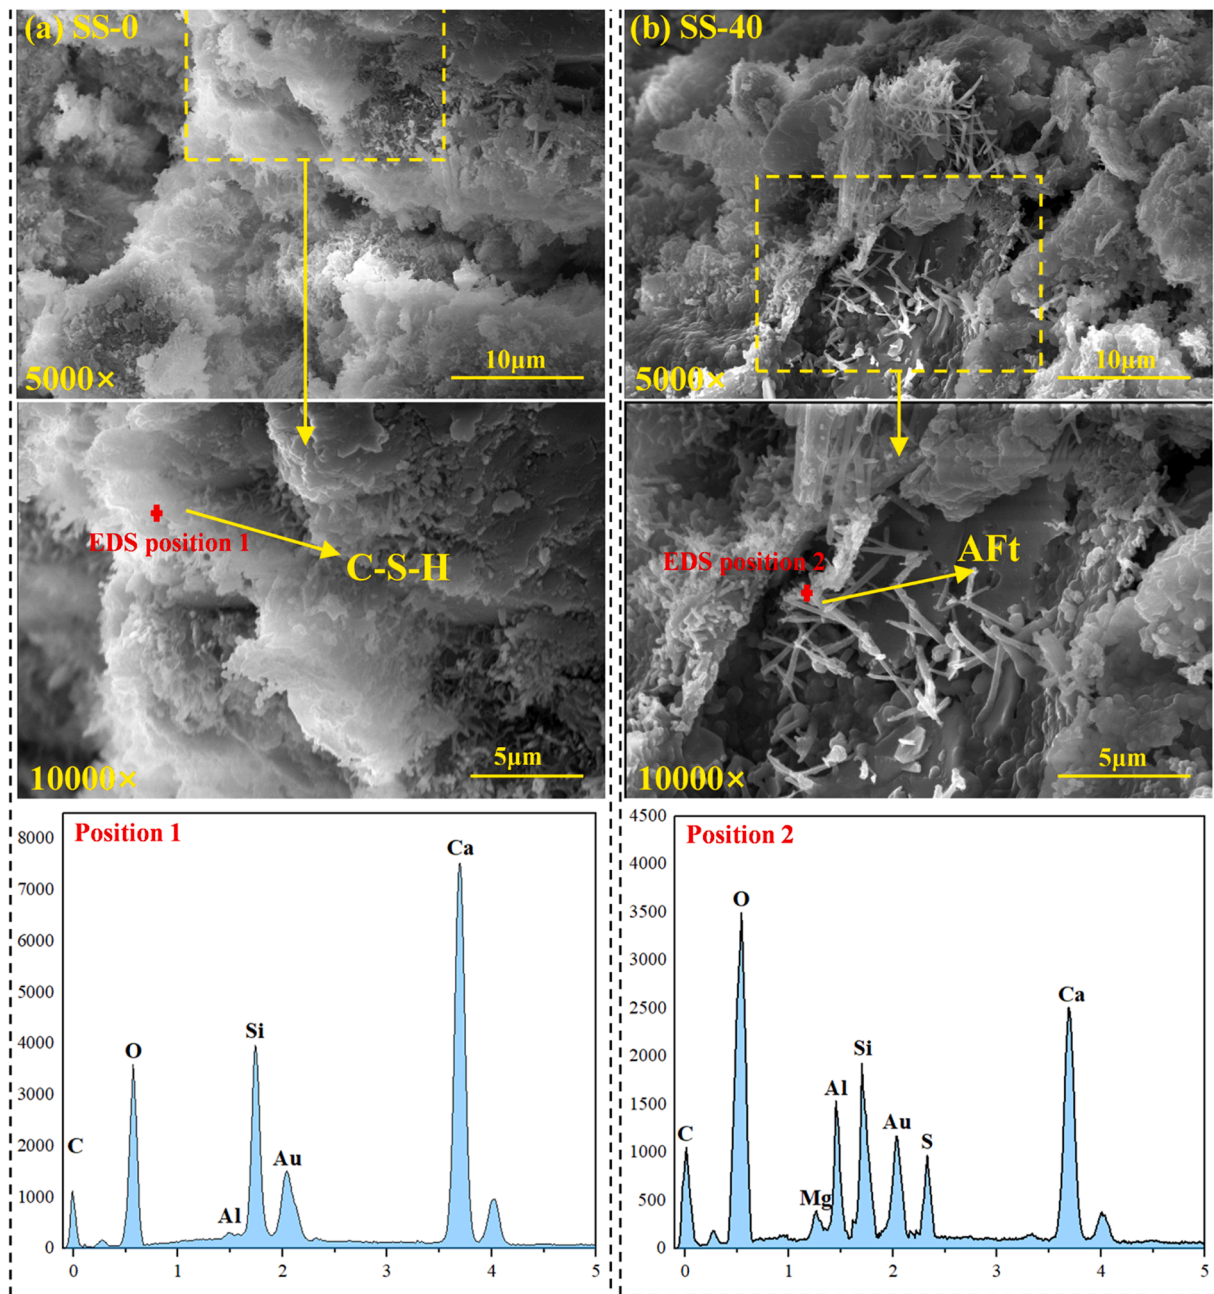 (a) SS-0
5000×
10μm
EDS position 1
C-S-H
10000×
5μm
(b) SS-40
5000×
10μm
EDS position 2
AFt
10000×
5μm
Position 1
8000
7000
6000
5000
4000
3000
2000
1000
0
C
O
Al
Si
Au
Ca
0 1 2 3 4 5
Position 2
4500
4000
3500
3000
2500
2000
1500
1000
500
0
C
O
Mg
Al
Si
Au
S
Ca
0 1 2 3 4 5